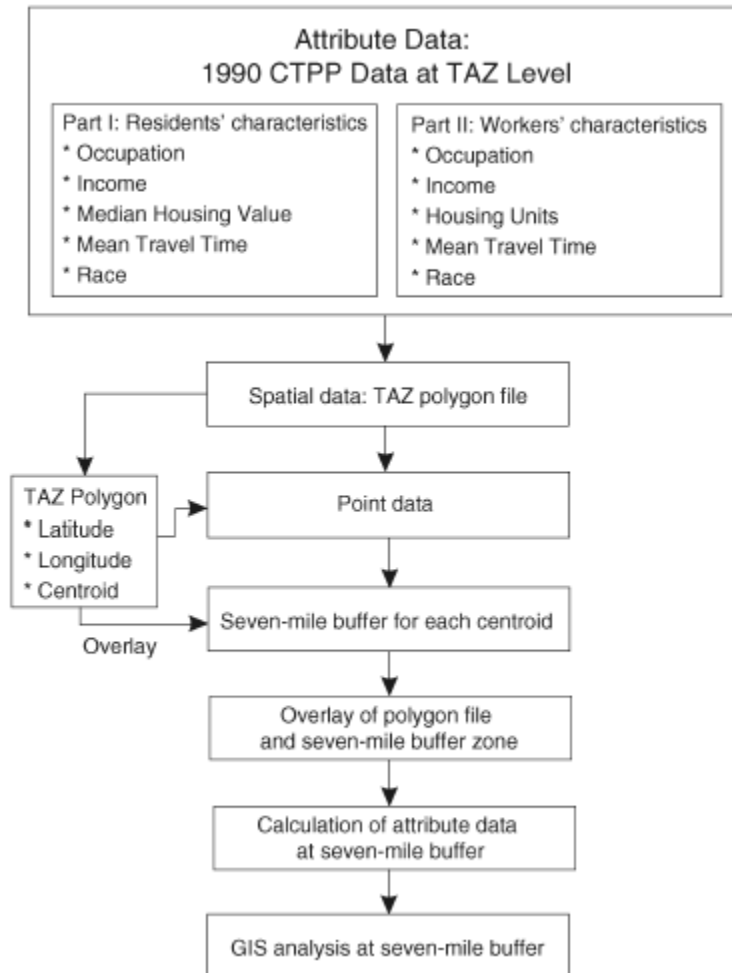 Attribute Data:
1990 CTPP Data at TAZ Level
Part I: Residents' characteristics
* Occupation
* Income
* Median Housing Value
* Mean Travel Time
* Race
Part II: Workers' characteristics
* Occupation
* Income
* Housing Units
* Mean Travel Time
* Race
Spatial data: TAZ polygon file
TAZ Polygon
* Latitude
* Longitude
* Centroid
Point data
Overlay
Seven-mile buffer for each centroid
Overlay of polygon file
and seven-mile buffer zone
Calculation of attribute data
at seven-mile buffer
GIS analysis at seven-mile buffer